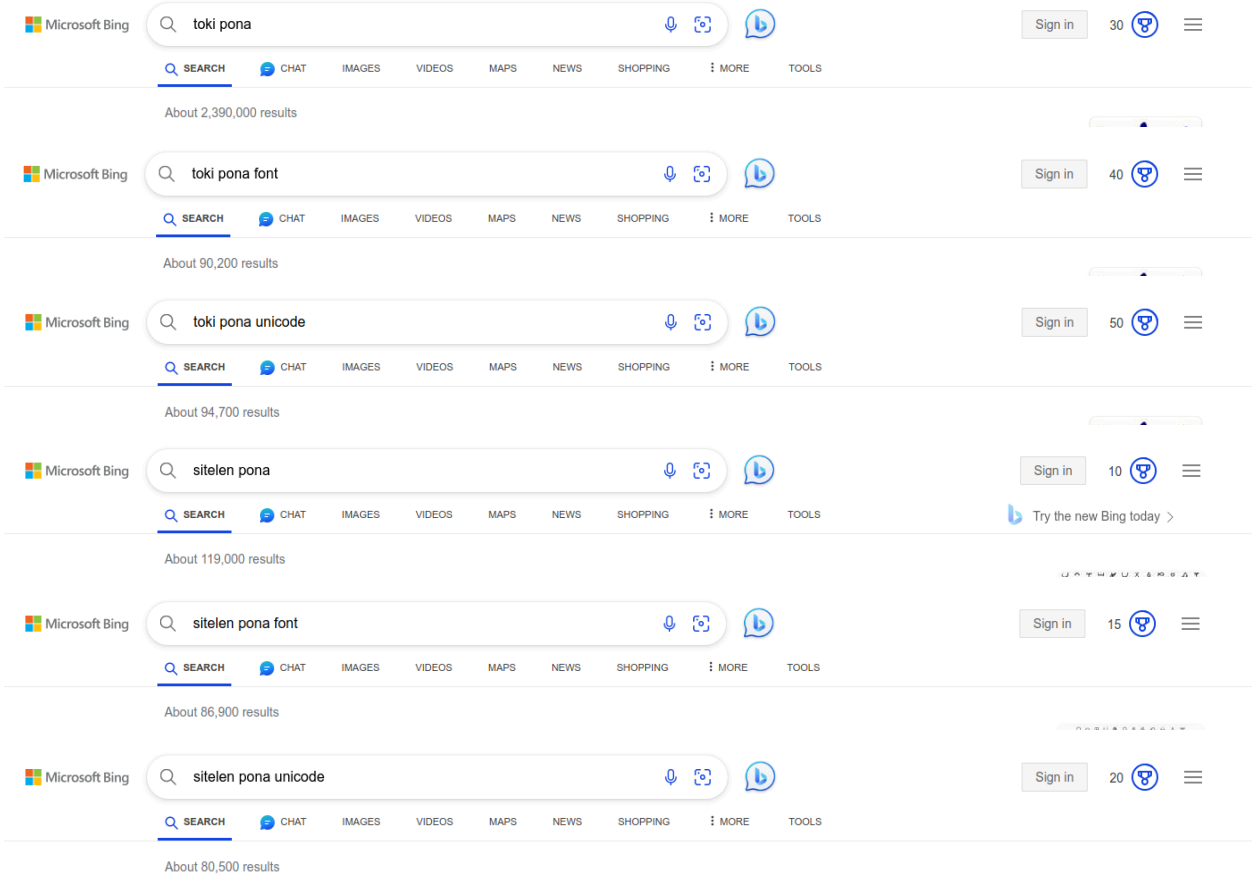 Microsoft Bing toki pona Sign in 30
SEARCH CHAT IMAGES VIDEOS MAPS NEWS SHOPPING MORE TOOLS
About 2,390,000 results
Microsoft Bing toki pona font Sign in 40
SEARCH CHAT IMAGES VIDEOS MAPS NEWS SHOPPING MORE TOOLS
About 90,200 results
Microsoft Bing toki pona unicode Sign in 50
SEARCH CHAT IMAGES VIDEOS MAPS NEWS SHOPPING MORE TOOLS
About 94,700 results
Microsoft Bing sitelen pona Sign in 10
SEARCH CHAT IMAGES VIDEOS MAPS NEWS SHOPPING MORE TOOLS Try the new Bing today
About 119,000 results
Microsoft Bing sitelen pona font Sign in 15
SEARCH CHAT IMAGES VIDEOS MAPS NEWS SHOPPING MORE TOOLS
About 86,900 results
Microsoft Bing sitelen pona unicode Sign in 20
SEARCH CHAT IMAGES VIDEOS MAPS NEWS SHOPPING MORE TOOLS
About 80,500 results